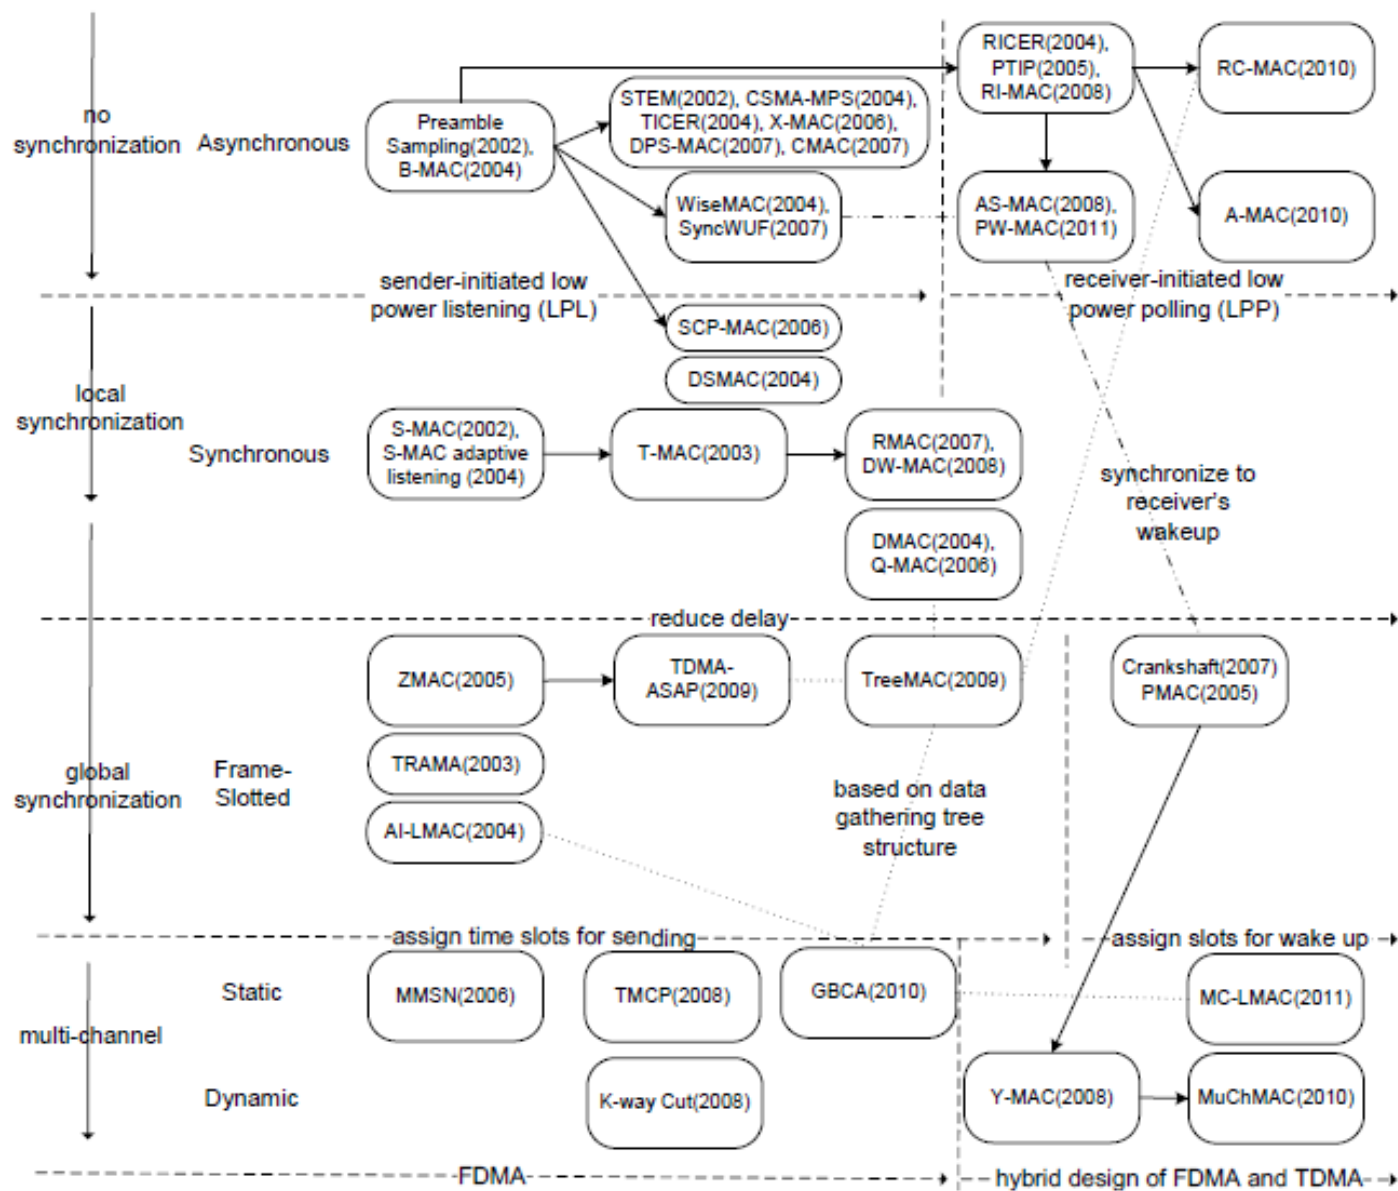 RICER(2004),
PTIP(2005),
RI-MAC(2008)
RC-MAC(2010)
STEM(2002), CSMA-MPS(2004),
TICER(2004), X-MAC(2006),
DPS-MAC(2007), CMAC(2007)
no
synchronization
Asynchronous
Preamble
Sampling(2002),
B-MAC(2004)
WiseMAC(2004),
SyncWUF(2007)
AS-MAC(2008),
PW-MAC(2011)
A-MAC(2010)
sender-initiated low
power listening (LPL)
receiver-initiated low
power polling (LPP)
SCP-MAC(2006)
DSMAC(2004)
local
synchronization
Synchronous
S-MAC(2002),
S-MAC adaptive
listening (2004)
T-MAC(2003)
RMAC(2007),
DW-MAC(2008)
synchronize to
receiver's
wakeup
DMAC(2004),
Q-MAC(2006)
reduce delay
ZMAC(2005)
TDMA-
ASAP(2009)
TreeMAC(2009)
Crankshaft(2007)
PMAC(2005)
TRAMA(2003)
global
synchronization
Frame-
Slotted
AI-LMAC(2004)
based on data
gathering tree
structure
assign time slots for sending
assign slots for wake up
Static
MMSN(2006)
TMCP(2008)
GBCA(2010)
MC-LMAC(2011)
multi-channel
Dynamic
K-way Cut(2008)
Y-MAC(2008)
MuChMAC(2010)
FDMA
hybrid design of FDMA and TDMA